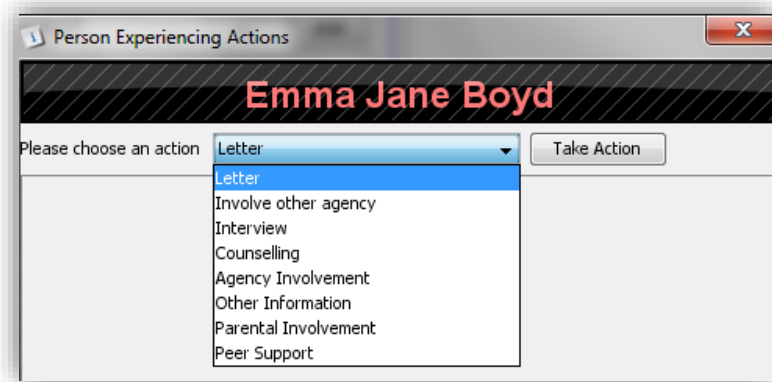 Person Experiencing Actions
Emma Jane Boyd
Please choose an action Letter Take Action
Letter
Involve other agency
Interview
Counselling
Agency Involvement
Other Information
Parental Involvement
Peer Support